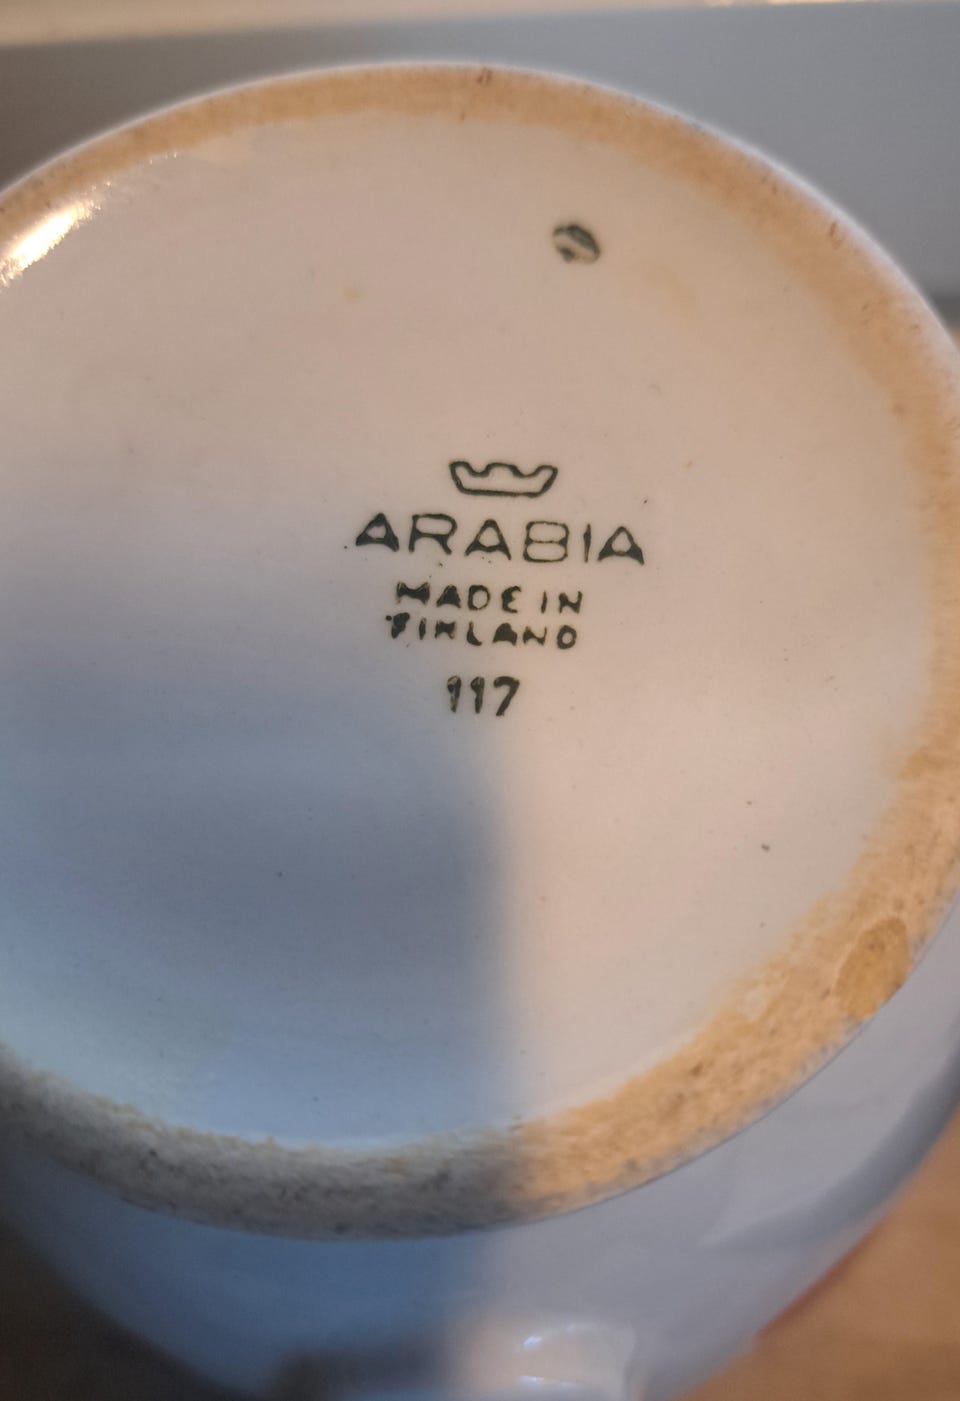 ARABIA
MADE IN
FINLAND
117